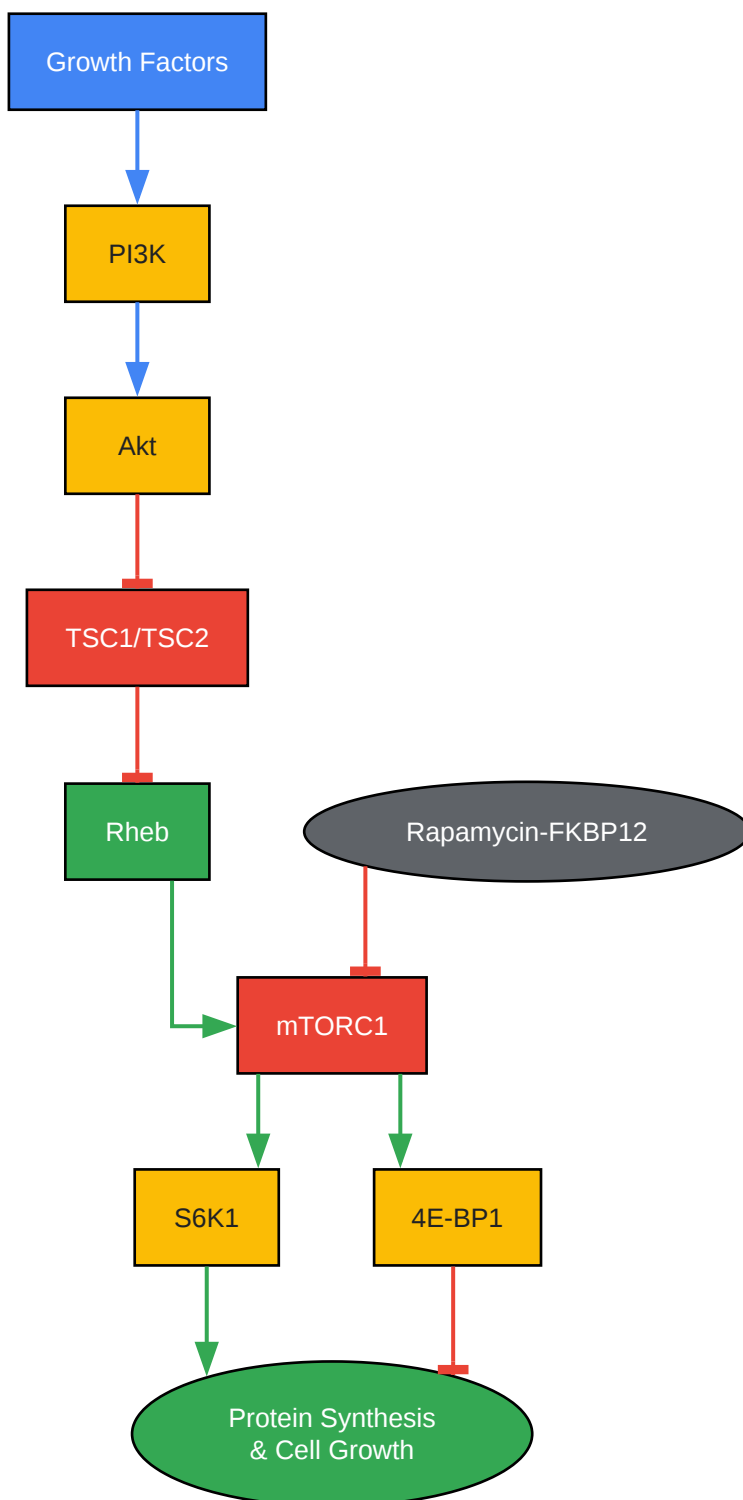 Growth Factors
PI3K
Akt
TSC1/TSC2
Rheb
Rapamycin-FKBP12
mTORC1
S6K1
4E-BP1
Protein Synthesis
& Cell Growth